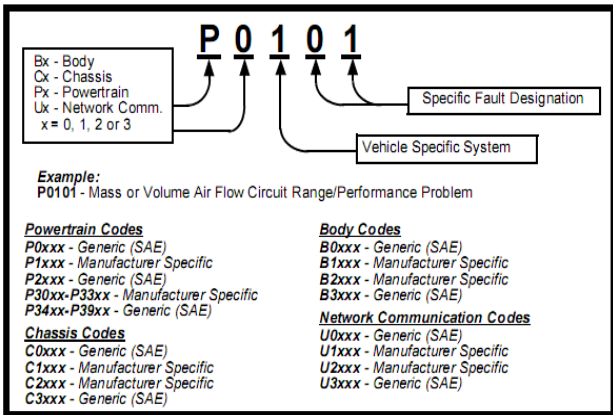 P 0 1 0 1
Bx - Body
Cx - Chassis
Px - Powertrain
Ux - Network Comm.
x = 0, 1, 2 or 3
Specific Fault Designation
Vehicle Specific System
Example:
P0101 - Mass or Volume Air Flow Circuit Range/Performance Problem
Powertrain Codes
P0xxx - Generic (SAE)
P1xxx - Manufacturer Specific
P2xxx - Generic (SAE)
P30xx-P33xx - Manufacturer Specific
P34xx-P39xx - Generic (SAE)
Chassis Codes
C0xxx - Generic (SAE)
C1xxx - Manufacturer Specific
C2xxx - Manufacturer Specific
C3xxx - Generic (SAE)
Body Codes
B0xxx - Generic (SAE)
B1xxx - Manufacturer Specific
B2xxx - Manufacturer Specific
B3xxx - Generic (SAE)
Network Communication Codes
U0xxx - Generic (SAE)
U1xxx - Manufacturer Specific
U2xxx - Manufacturer Specific
U3xxx - Generic (SAE)